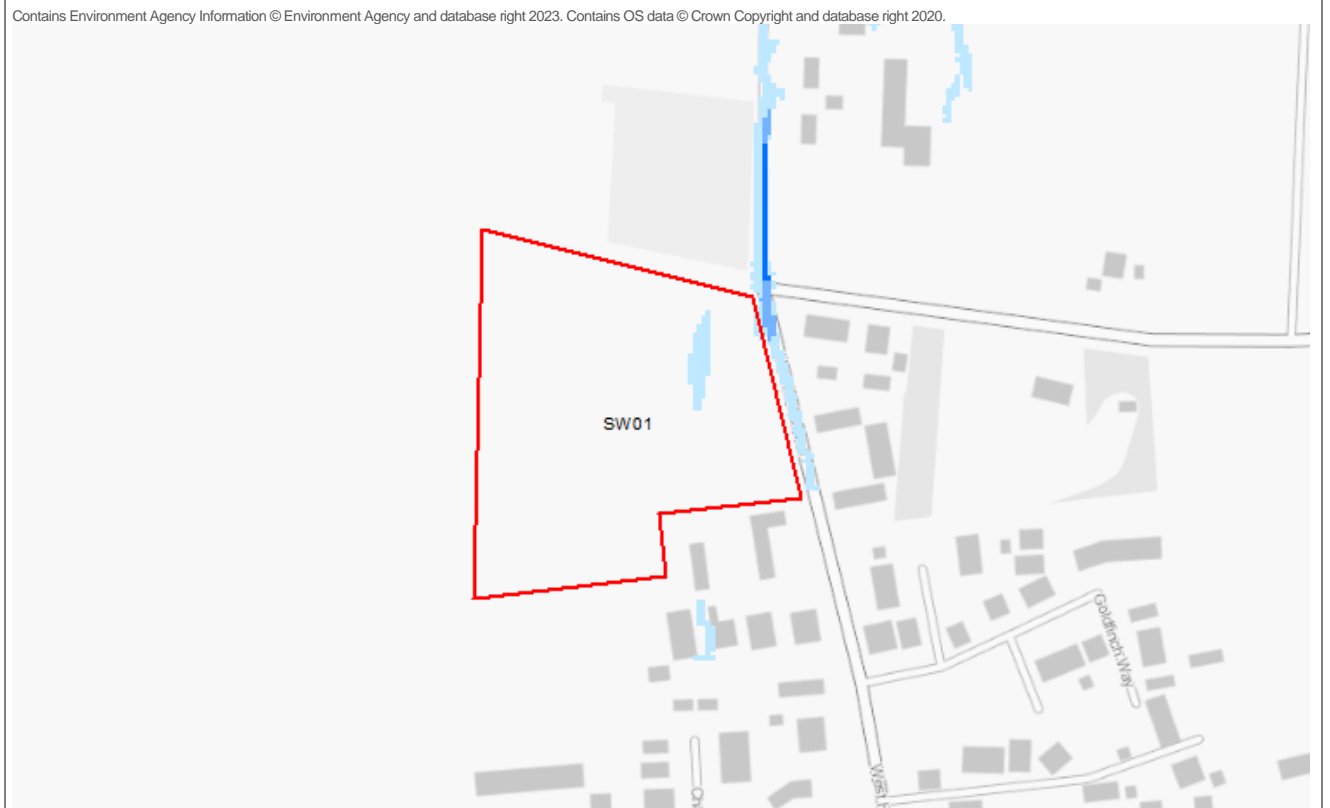 Contains Environment Agency Information © Environment Agency and database right 2023. Contains OS data © Crown Copyright and database right 2020.
SW01
Goldfinch Way
West